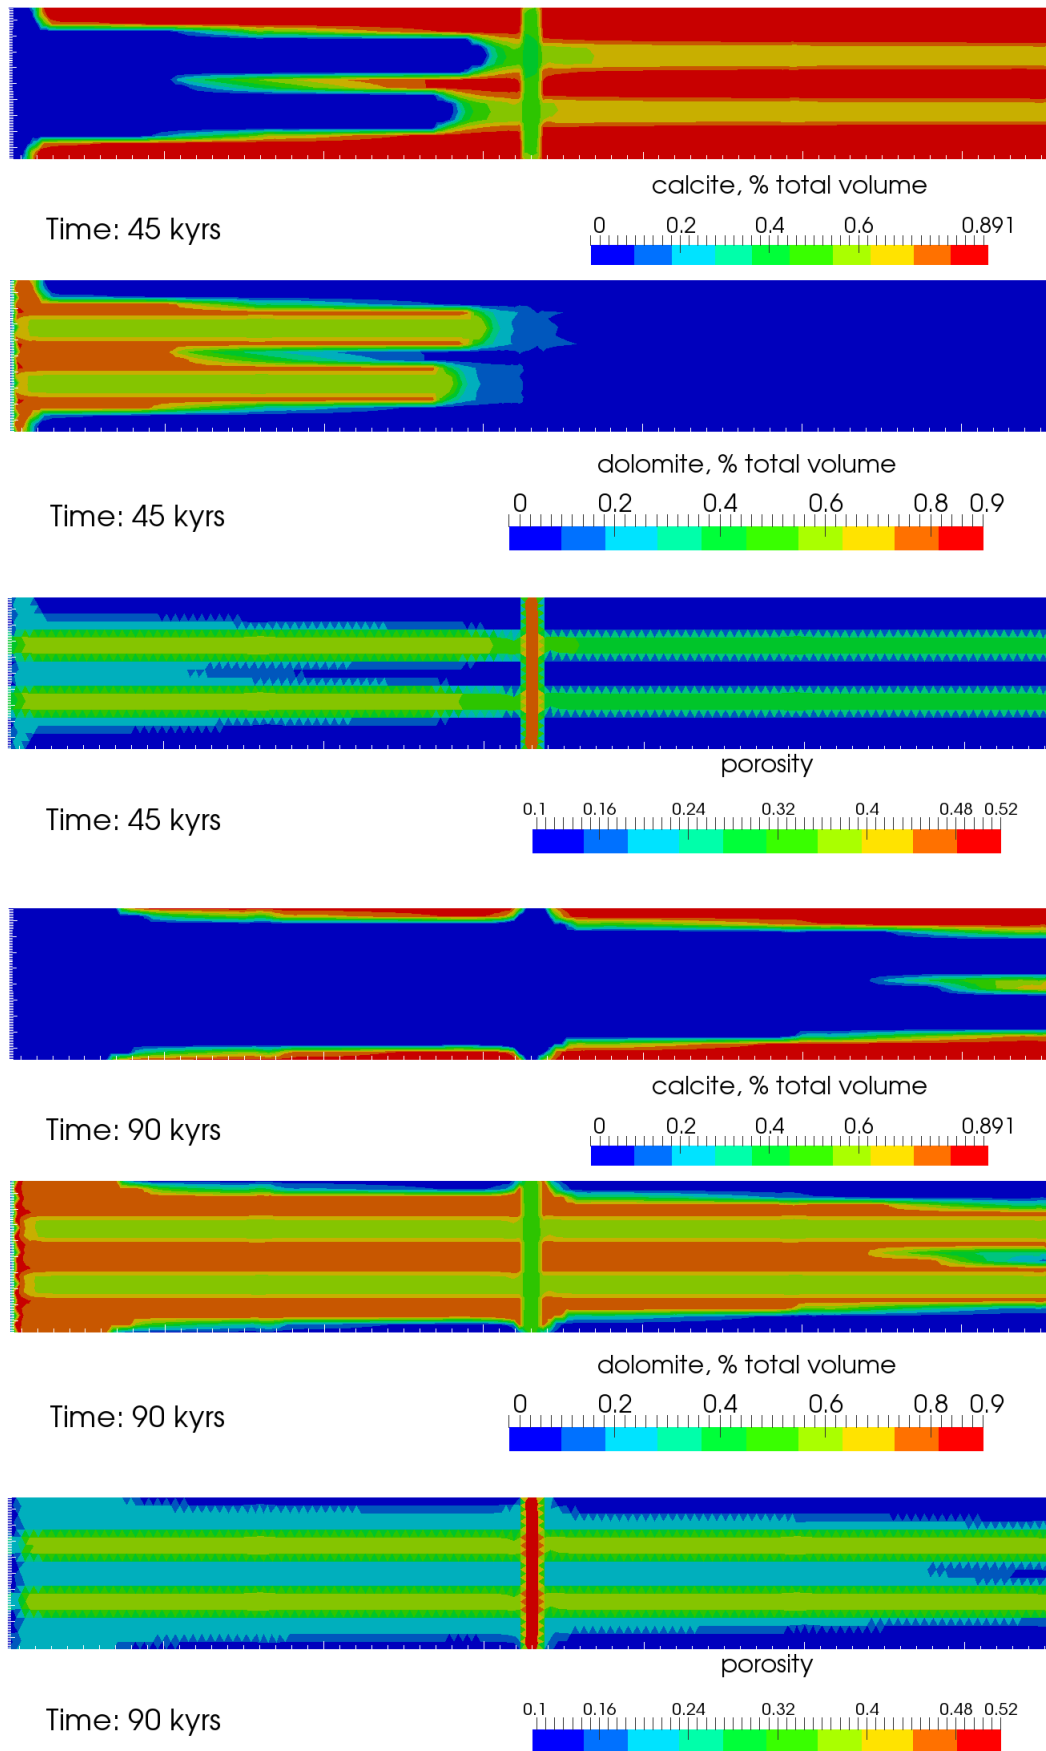 calcite, % total volume
Time: 45 kyrs
0 0.2 0.4 0.6 0.891
dolomite, % total volume
Time: 45 kyrs
0 0.2 0.4 0.6 0.8 0.9
porosity
Time: 45 kyrs
0.1 0.16 0.24 0.32 0.4 0.48 0.52
calcite, % total volume
Time: 90 kyrs
0 0.2 0.4 0.6 0.891
dolomite, % total volume
Time: 90 kyrs
0 0.2 0.4 0.6 0.8 0.9
porosity
Time: 90 kyrs
0.1 0.16 0.24 0.32 0.4 0.48 0.52